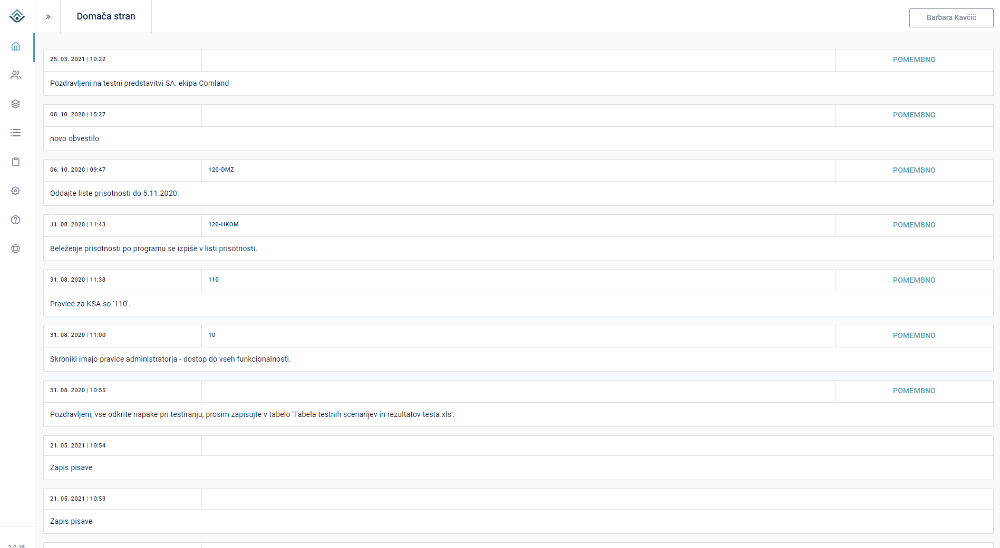 Domača stran
Barbara Kavčič
25. 03. 2021 | 10:22
POMEMBNO
Pozdravljeni na testni predstavitvi SA. ekipa Comland
08. 10. 2020 | 15:27
POMEMBNO
novo obvestilo
06. 10. 2020 | 09:47
120-DMZ
POMEMBNO
Oddajte liste prisotnosti do 5.11.2020.
31. 08. 2020 | 11:43
120-HKOM
POMEMBNO
Beleženje prisotnosti po programu se izpiše v listi prisotnosti.
31. 08. 2020 | 11:38
110
POMEMBNO
Pravice za KSA so '110'.
31. 08. 2020 | 11:00
10
POMEMBNO
Skrbniki imajo pravice administratorja - dostop do vseh funkcionalnosti.
31. 08. 2020 | 10:55
POMEMBNO
Pozdravljeni, vse odkrite napake pri testiranju, prosim zapisujte v tabelo 'Tabela testnih scenarijev in rezultatov testa.xls'.
21. 05. 2021 | 10:54
Zapis pisave
21. 05. 2021 | 10:53
Zapis pisave
2.0.18